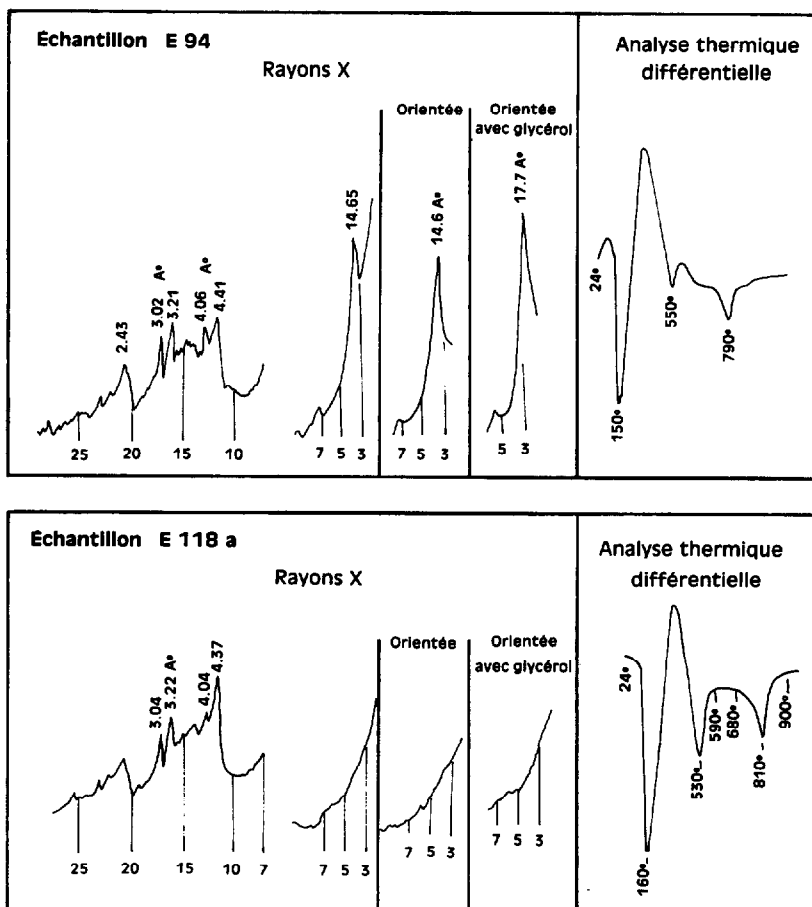 Échantillon E 94
Rayons X
Orientée
Orientée
avec glycérol
Analyse thermique
différentielle
2.43
3.02 A°
3.21
4.06 A°
4.41
14.65
14.6 A°
17.7 A°
24°
150°
550°
790°
25 20 15 10
7 5 3
7 5 3
5 3
Échantillon E 118 a
Rayons X
Orientée
Orientée
avec glycérol
Analyse thermique
différentielle
3.04
3.22 A°
4.04
4.37
24°
160°
530°
590°
680°
810°
900°
25 20 15 10 7
7 5 3
7 5 3
7 5 3